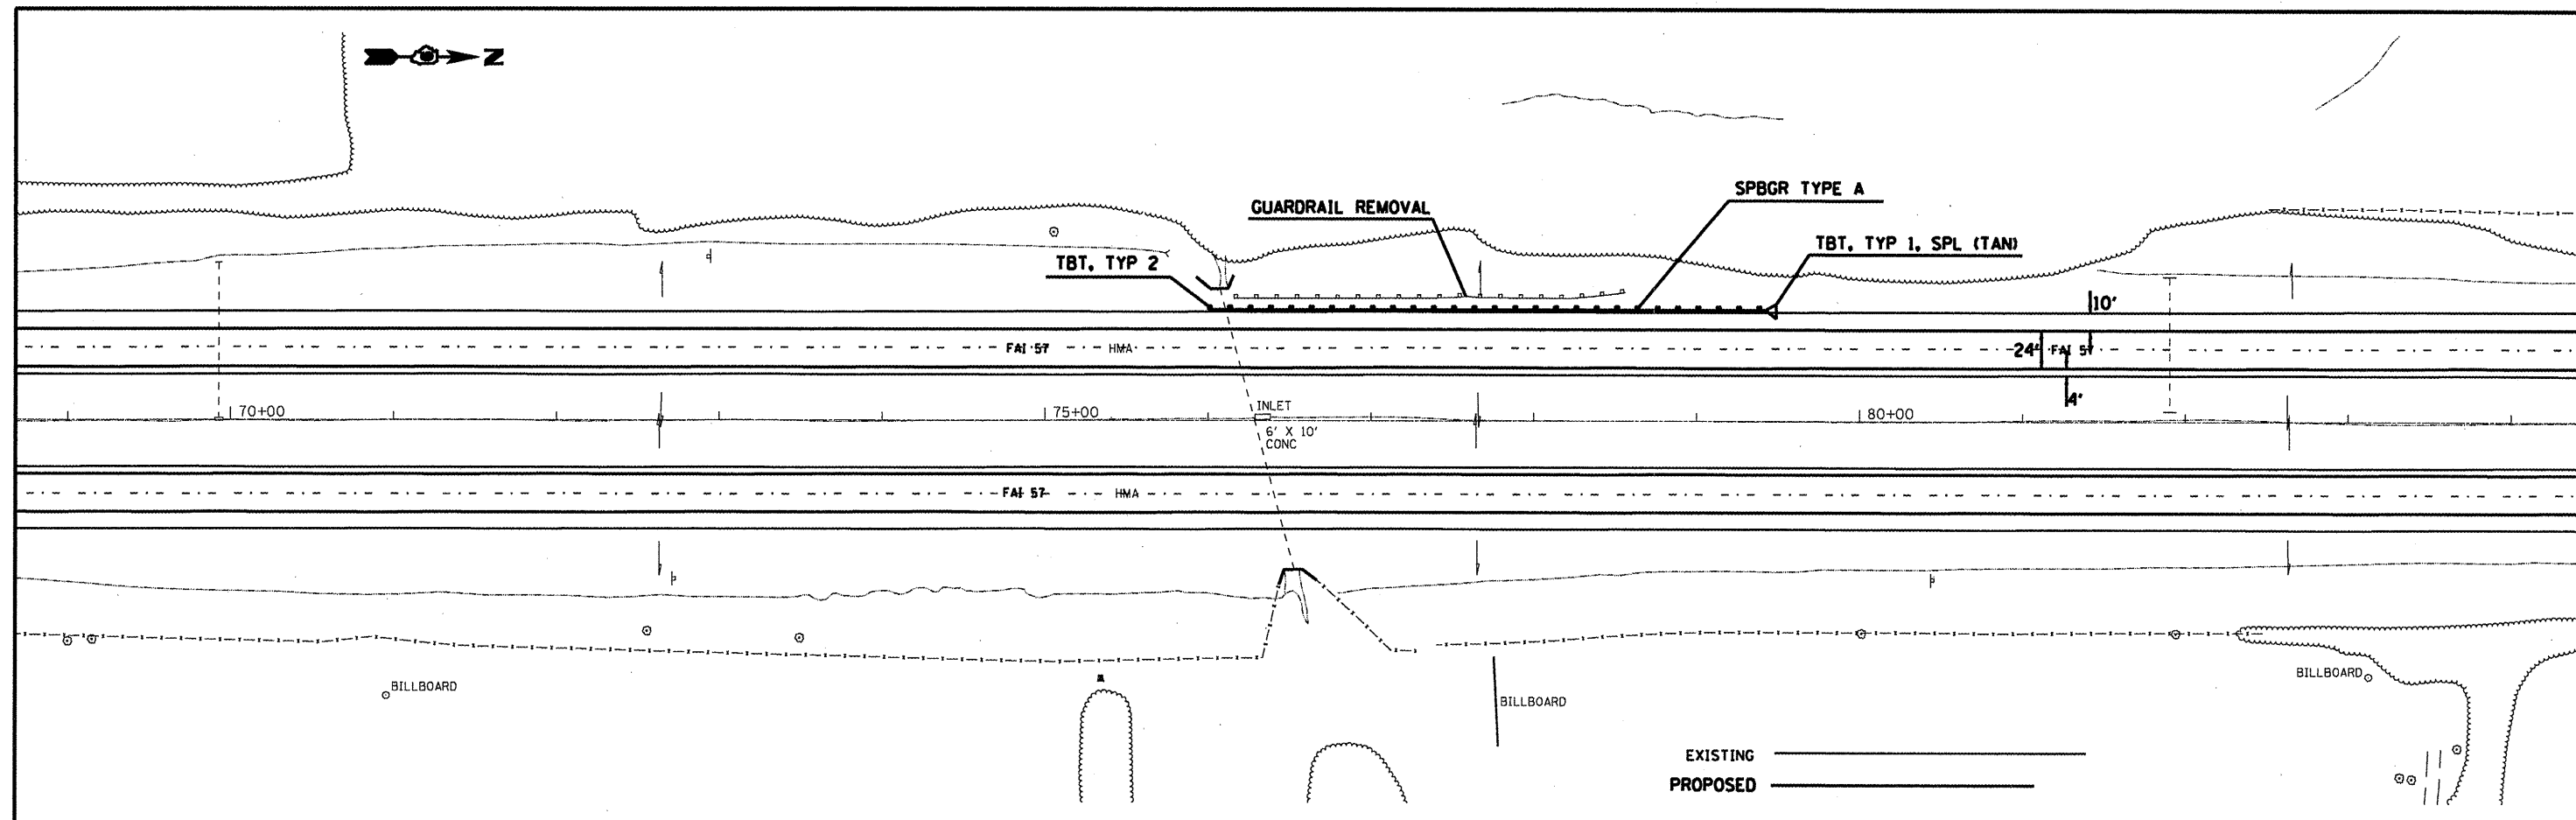 N
SPBGR TYPE A
GUARDRAIL REMOVAL
TBT, TYP 1, SPL (TAN)
TBT, TYP 2
10'
FAI 57 HMA
24' FAI 57
4'
70+00
75+00
INLET
6' X 10'
CONC
80+00
FAI 57 HMA
BILLBOARD
BILLBOARD
BILLBOARD
EXISTING
PROPOSED